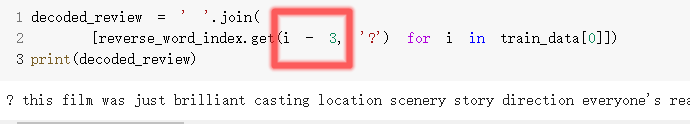 1 decoded_review = ' '.join(
2 [reverse_word_index.get(i - 3, '?') for i in train_data[0]])
3 print(decoded_review)
? this film was just brilliant casting location scenery story direction everyone's rea